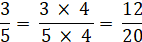 3/5 = (3 × 4)/(5 × 4) = 12/20